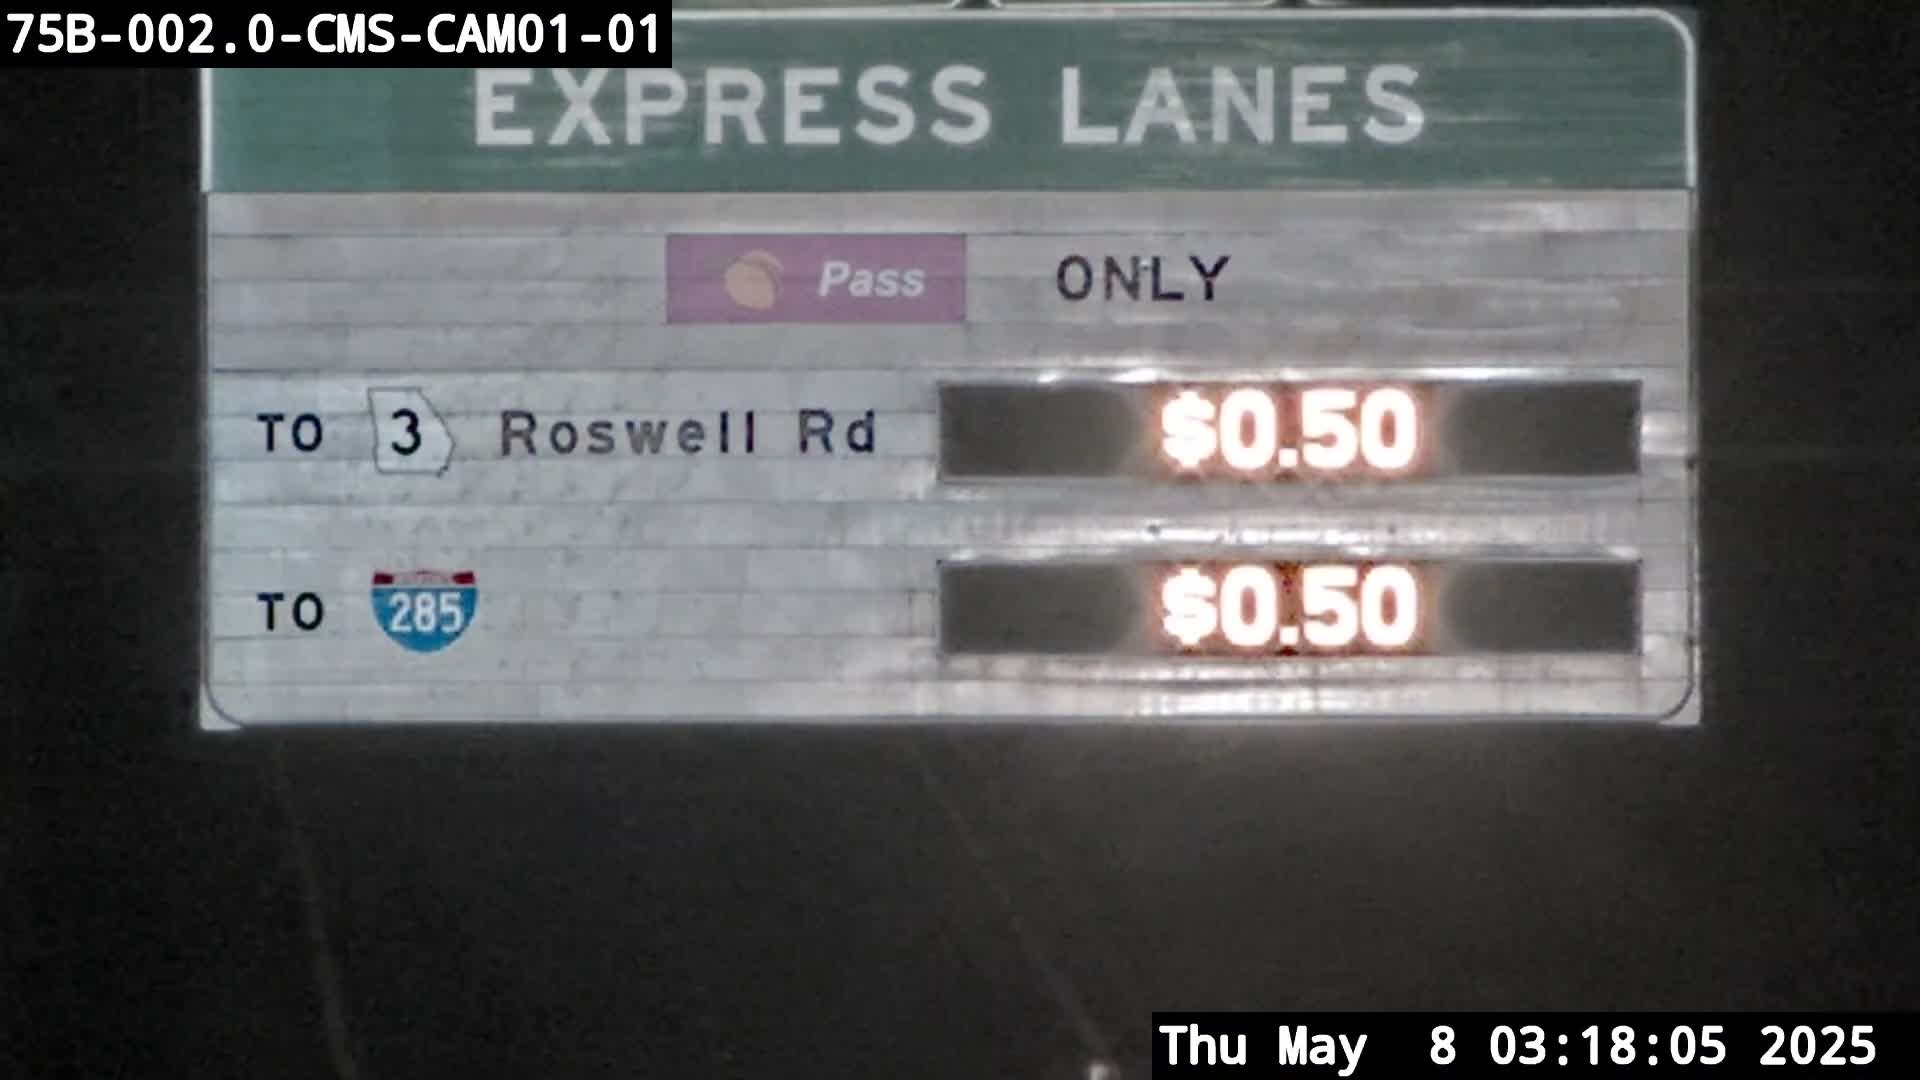 75B-002.0-CMS-CAM01-01
EXPRESS LANES
Pass ONLY
TO 3 Roswell Rd $0.50
TO 285 $0.50
Thu May 8 03:18:05 2025